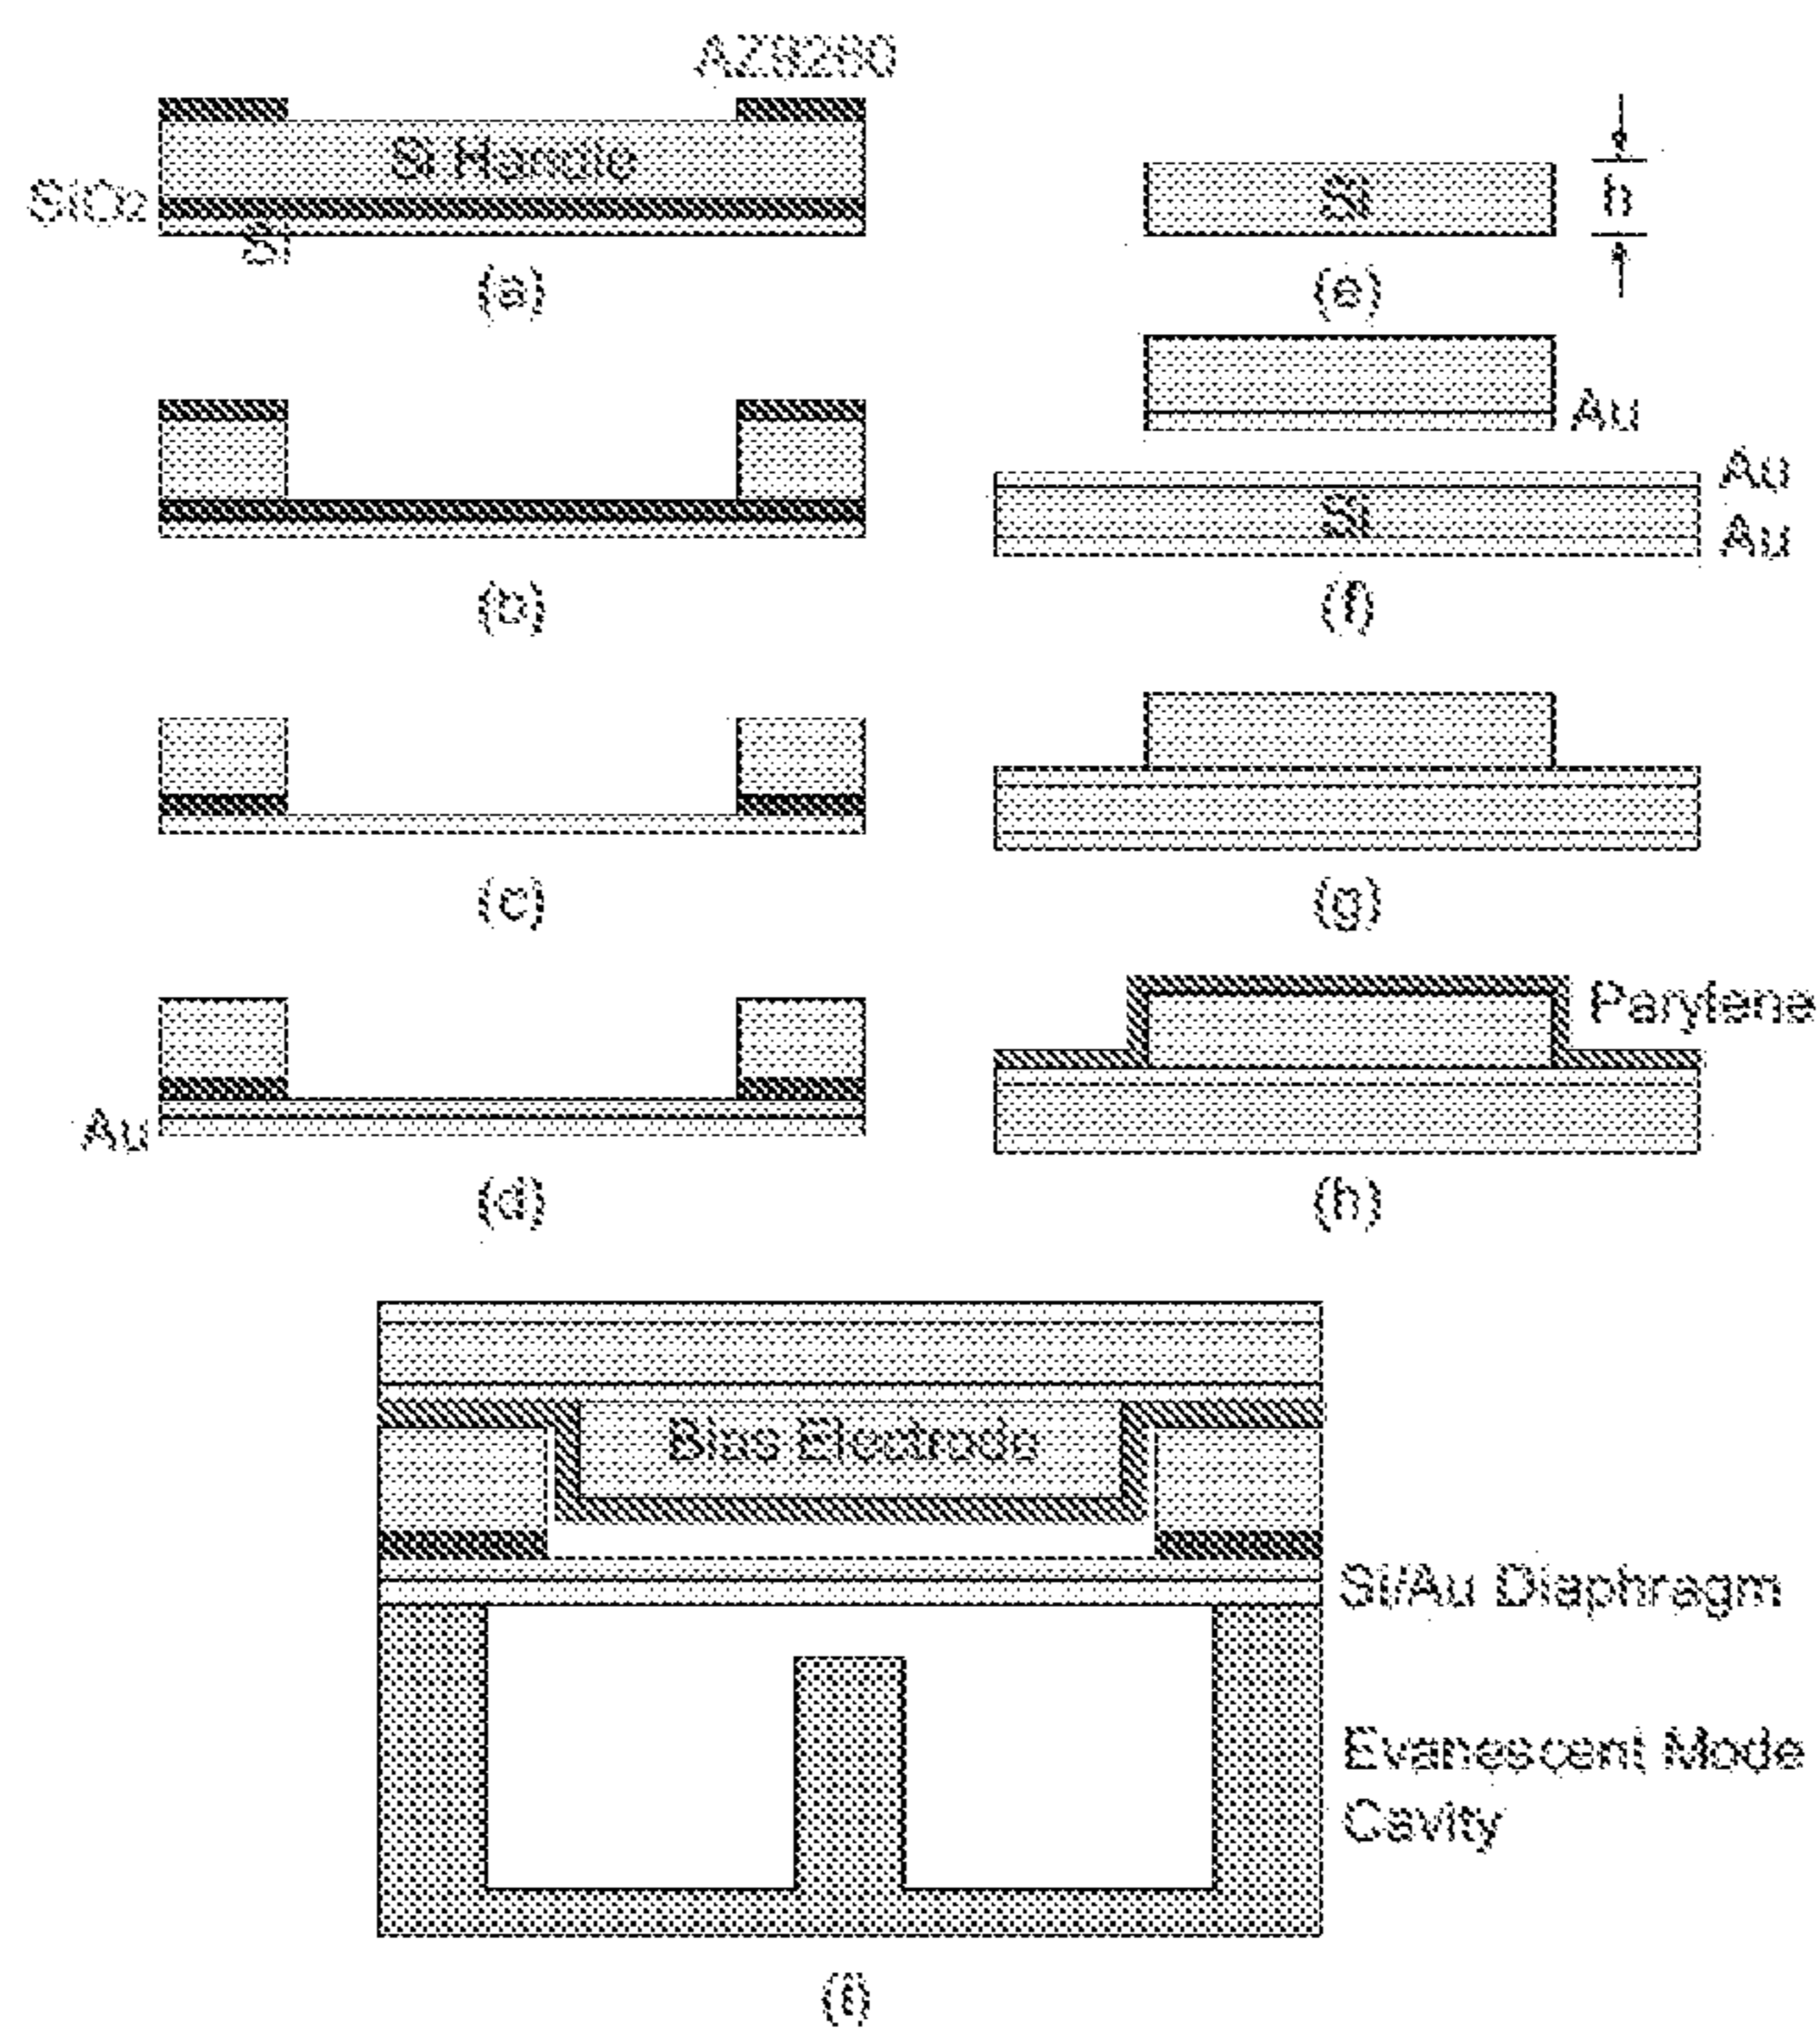 AZ9260
Si Handle
SiO2
Si
(a)
Si
h
(e)
(b)
Au
Au
Si
Au
(f)
(c)
(g)
Au
(d)
Parylene
(h)
Bias Electrode
Si/Au Diaphragm
Evanescent Mode
Cavity
(i)